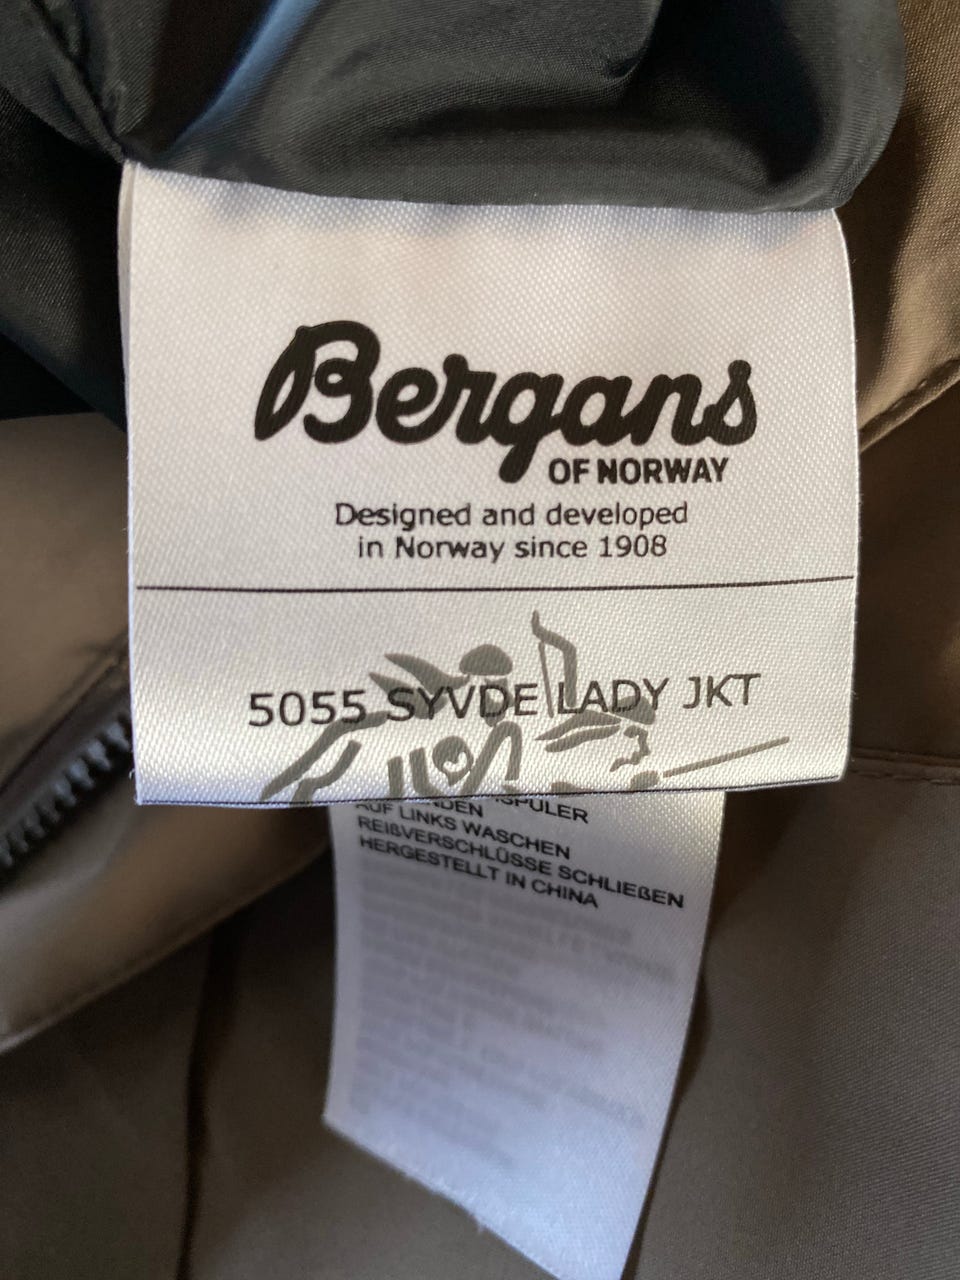 Bergans
OF NORWAY
Designed and developed
in Norway since 1908
5055 SYVDE LADY JKT
AUF LINKS WASCHEN
REIßVERSCHLÜSSE SCHLIEßEN
HERGESTELLT IN CHINA